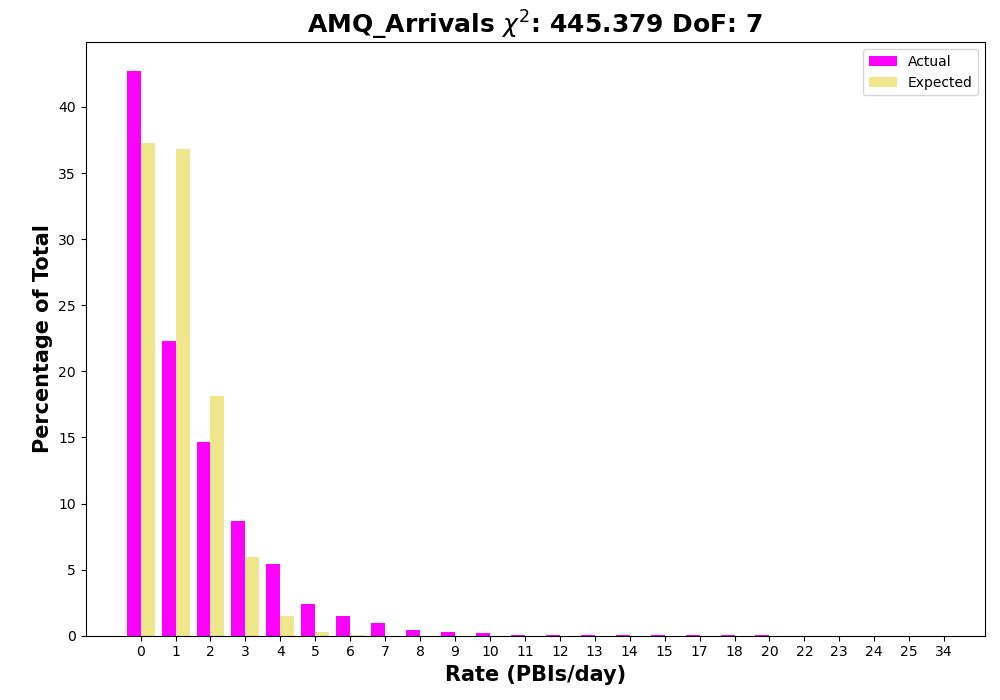 AMQ_Arrivals χ²: 445.379 DoF: 7
Actual
Expected
Percentage of Total
40
35
30
25
20
15
10
5
0
0 1 2 3 4 5 6 7 8 9 10 11 12 13 14 15 17 18 20 22 23 24 25 34
Rate (PBIs/day)